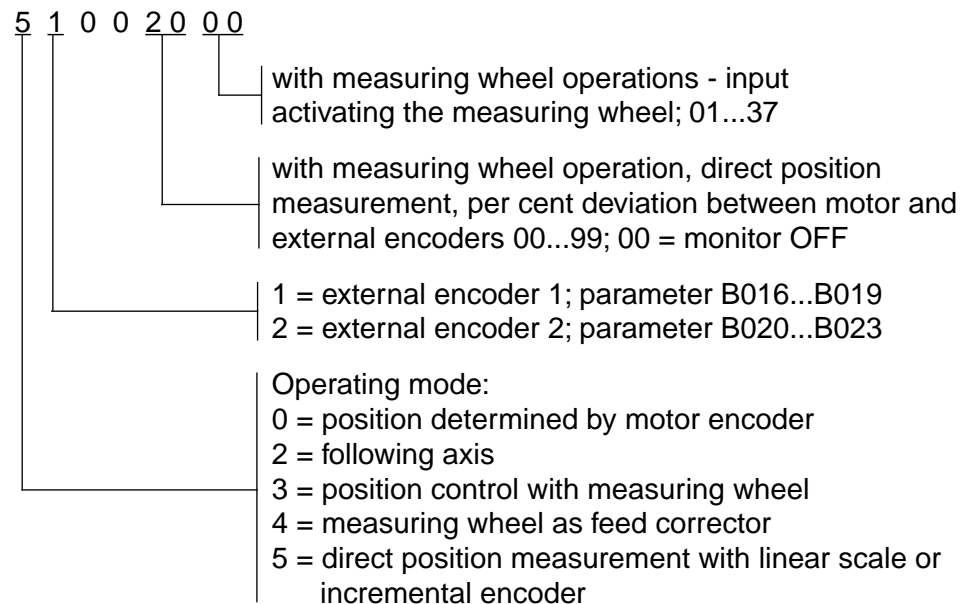 5 1 0 0 2 0 0 0
with measuring wheel operations - input
activating the measuring wheel; 01...37
with measuring wheel operation, direct position
measurement, per cent deviation between motor and
external encoders 00...99; 00 = monitor OFF
1 = external encoder 1; parameter B016...B019
2 = external encoder 2; parameter B020...B023
Operating mode:
0 = position determined by motor encoder
2 = following axis
3 = position control with measuring wheel
4 = measuring wheel as feed corrector
5 = direct position measurement with linear scale or
incremental encoder